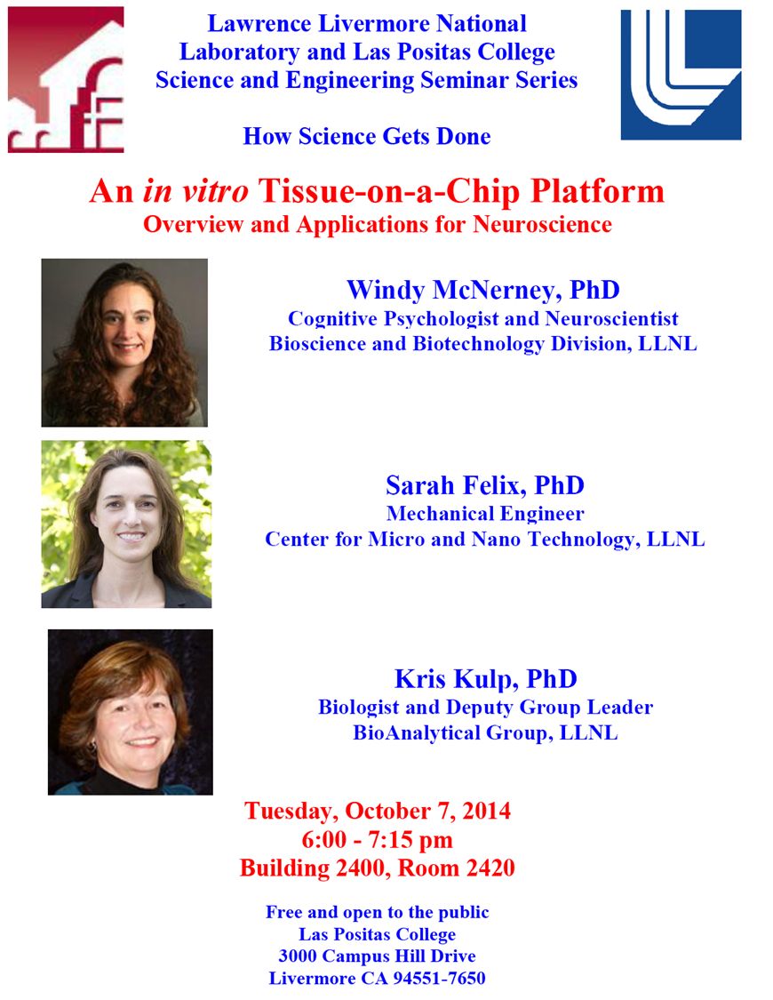 Lawrence Livermore National
Laboratory and Las Positas College
Science and Engineering Seminar Series
How Science Gets Done
An in vitro Tissue-on-a-Chip Platform
Overview and Applications for Neuroscience
Windy McNerney, PhD
Cognitive Psychologist and Neuroscientist
Bioscience and Biotechnology Division, LLNL
Sarah Felix, PhD
Mechanical Engineer
Center for Micro and Nano Technology, LLNL
Kris Kulp, PhD
Biologist and Deputy Group Leader
BioAnalytical Group, LLNL
Tuesday, October 7, 2014
6:00 - 7:15 pm
Building 2400, Room 2420
Free and open to the public
Las Positas College
3000 Campus Hill Drive
Livermore CA 94551-7650